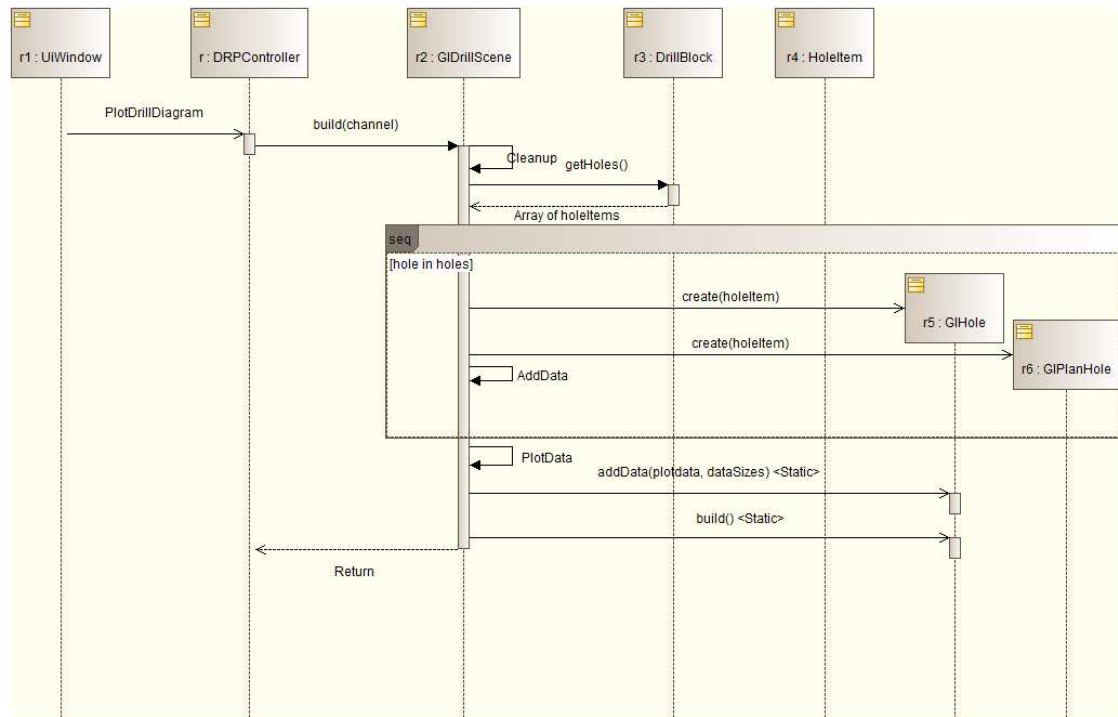 r1 : UiWindow
r : DRPController
r2 : GlDrillScene
r3 : DrillBlock
r4 : HoleItem
PlotDrillDiagram
build(channel)
Cleanup
getHoles()
Array of holeItems
seq
[hole in holes]
create(holeItem)
r5 : GlHole
create(holeItem)
r6 : GlPlanHole
AddData
PlotData
addData(plotdata, dataSizes) <Static>
build() <Static>
Return